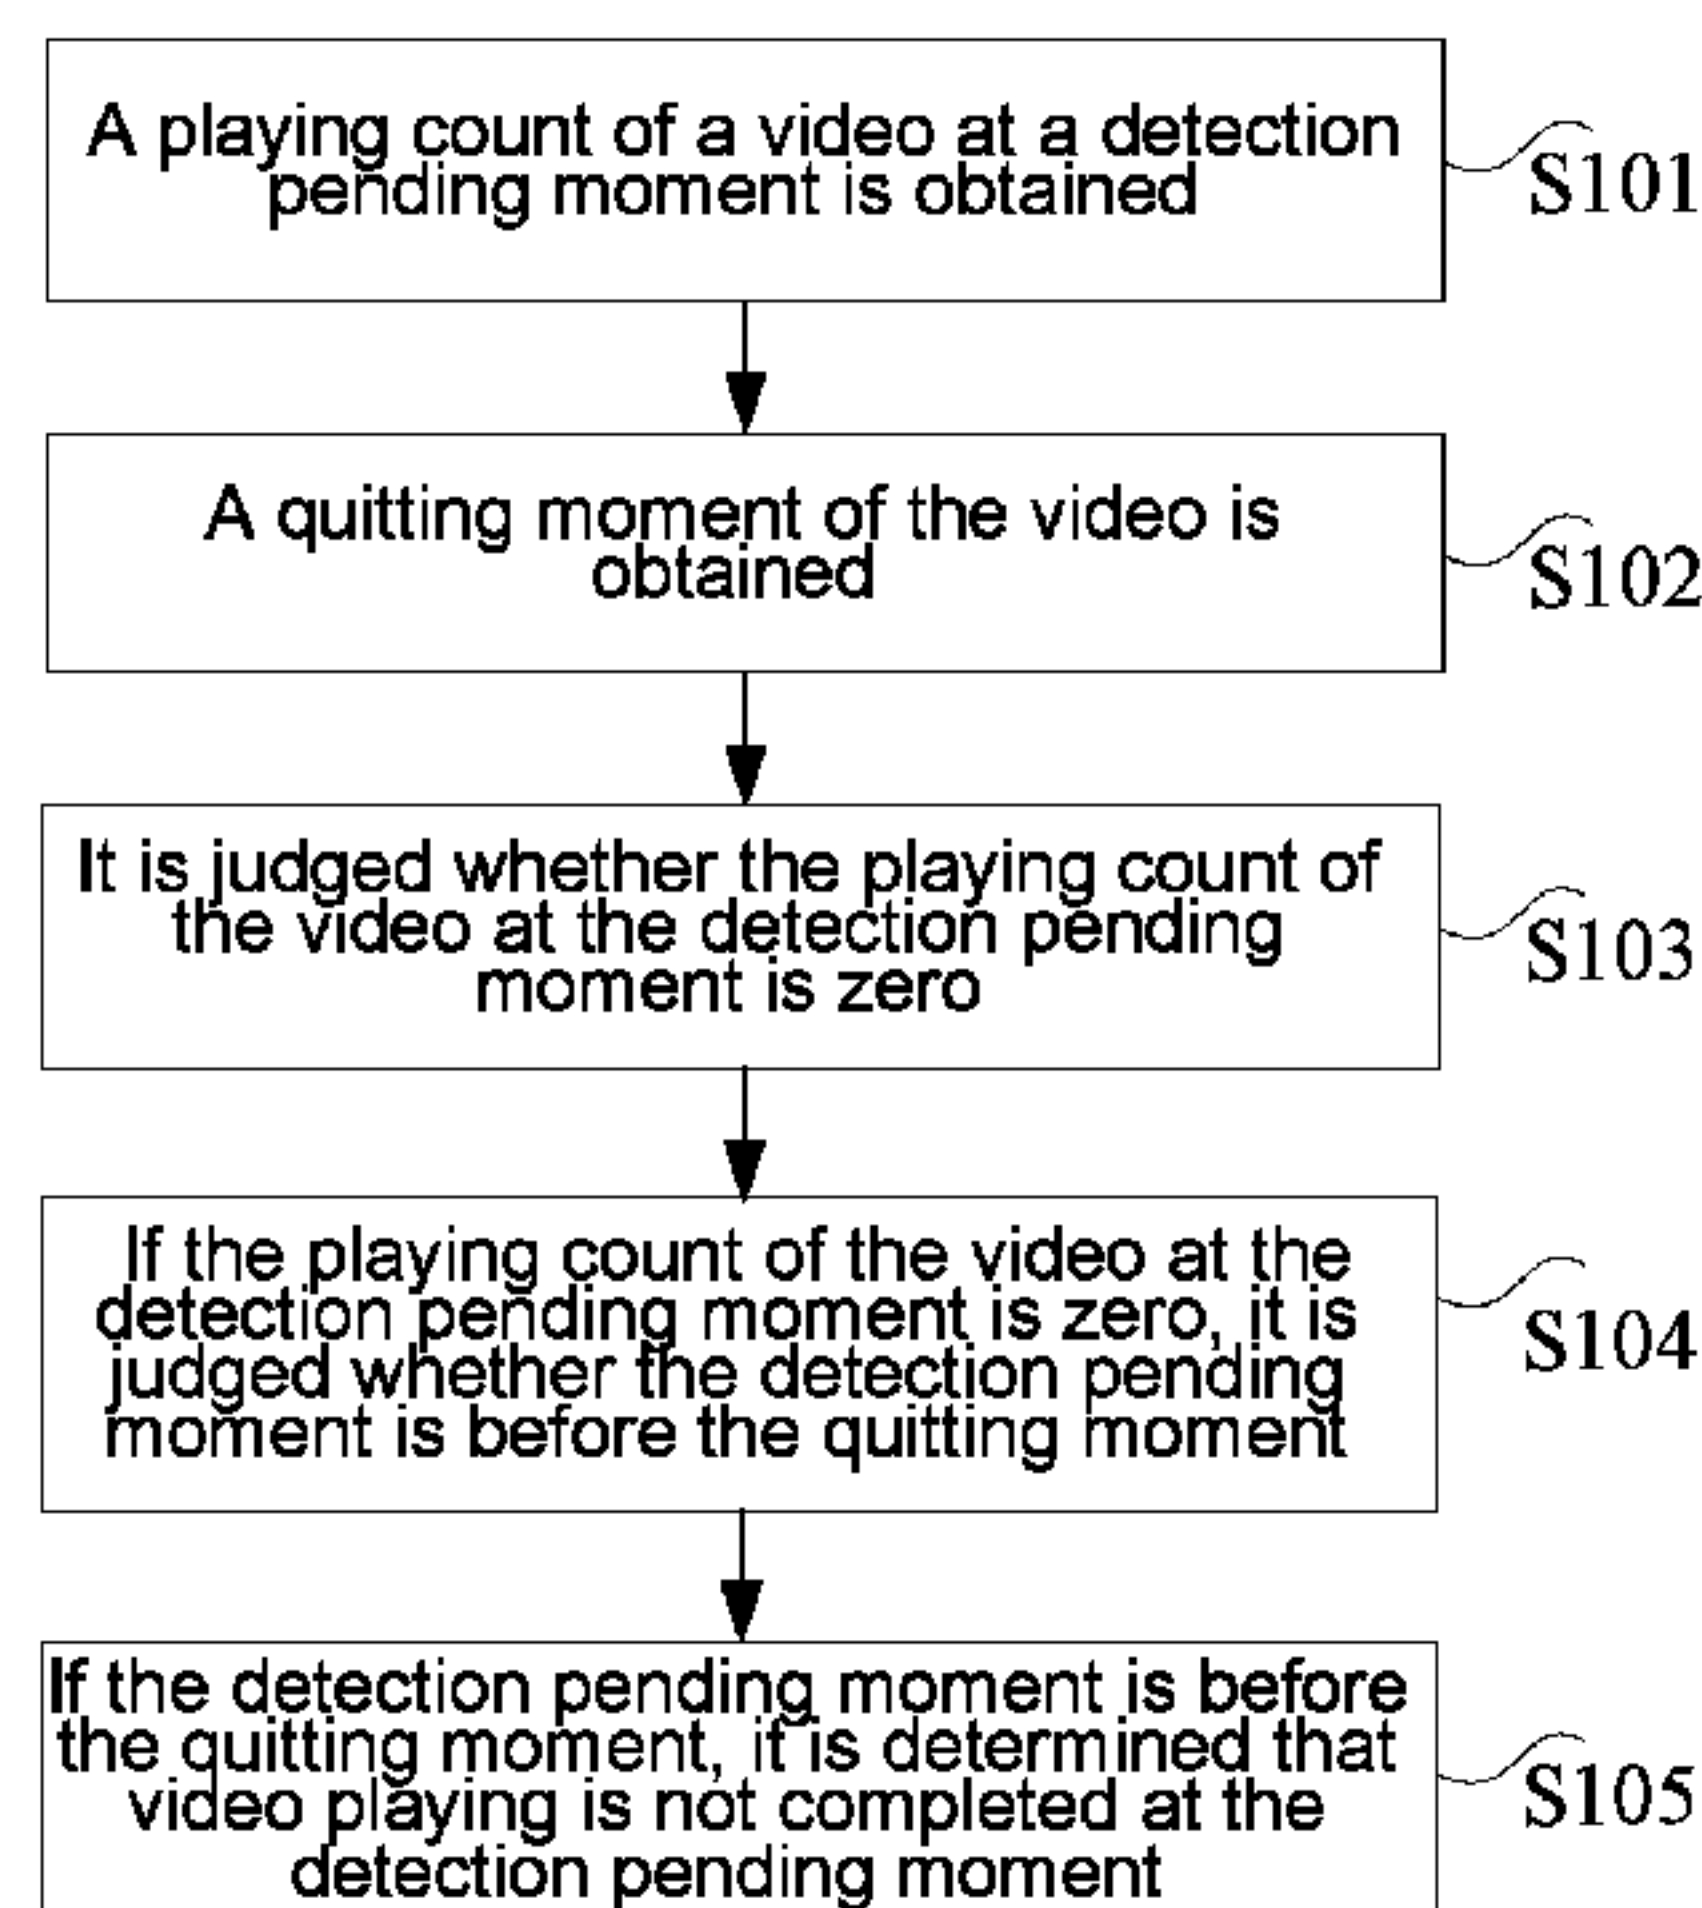 A playing count of a video at a detection
pending moment is obtained
S101
A quitting moment of the video is
obtained
S102
It is judged whether the playing count of
the video at the detection pending
moment is zero
S103
If the playing count of the video at the
detection pending moment is zero, it is
judged whether the detection pending
moment is before the quitting moment
S104
If the detection pending moment is before
the quitting moment, it is determined that
video playing is not completed at the
detection pending moment
S105